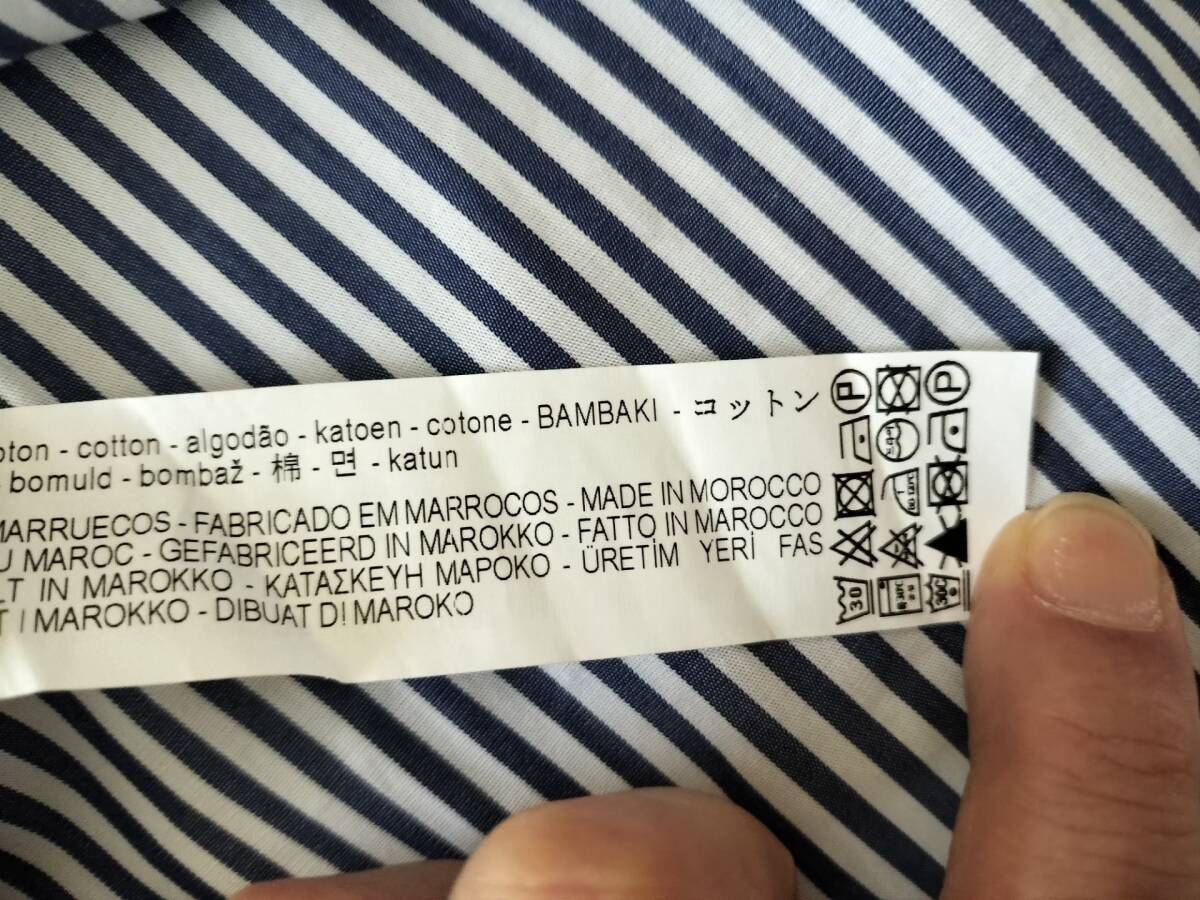 - cotton - algodão - katoen - cotone - BAMBAKI - コットン
- bomuld - bombaž - 棉 - 면 - katun
MARRUECOS - FABRICADO EM MARROCOS - MADE IN MOROCCO
MAROC - GEFABRICEERD IN MAROKKO - FATTO IN MAROCCO
IN MAROKKO - ΚΑΤΑΣΚΕΥΗ ΜΑΡΟΚΟ - ÜRETİM YERİ FAS
I MAROKKO - DIBUAT DI MAROKO
P
P
30
30C